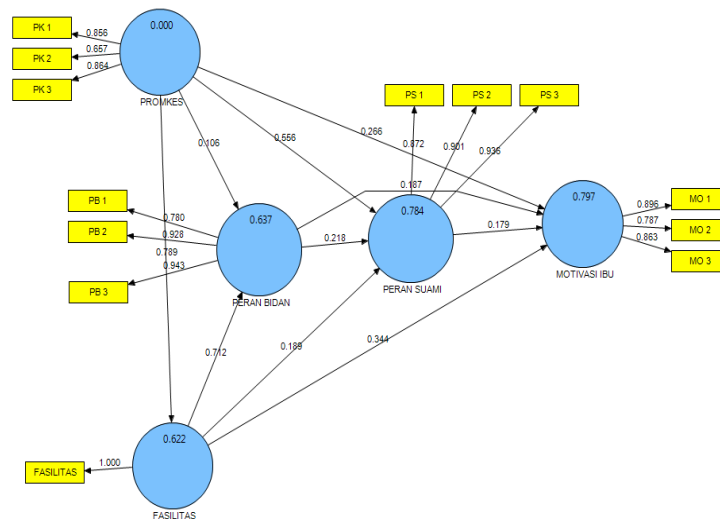 PK 1
0.856
PK 2
0.657
PK 3
0.864
0.000
PROMKES
PS 1
PS 2
PS 3
0.872
0.901
0.936
0.106
0.556
0.266
0.187
PB 1
0.780
PB 2
0.928
0.789
0.943
PB 3
0.637
PERAN BIDAN
0.218
0.784
PERAN SUAMI
0.179
0.797
MOTIVASI IBU
MO 1
0.896
MO 2
0.787
MO 3
0.863
0.712
0.189
0.344
0.622
FASILITAS
1.000
FASILITAS